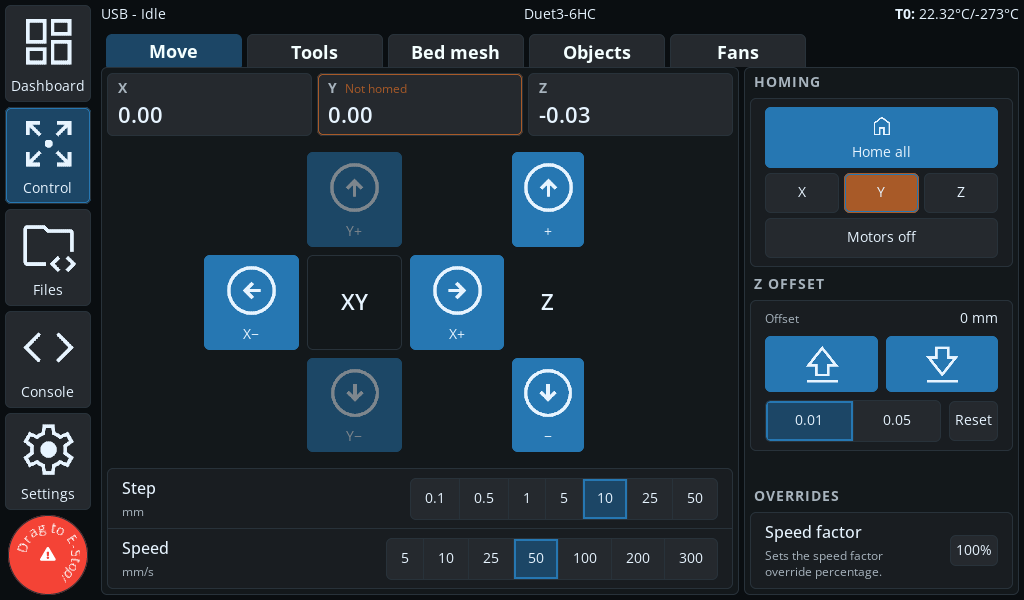 USB - Idle
Duet3-6HC
T0: 22.32°C/-273°C
Dashboard
Control
Files
Console
Settings
Drag to E-Stop!
Move
Tools
Bed mesh
Objects
Fans
X
0.00
Y Not homed
0.00
Z
-0.03
Y+
+
X−
XY
X+
Z
Y−
−
Step
mm
0.1 0.5 1 5 10 25 50
Speed
mm/s
5 10 25 50 100 200 300
HOMING
Home all
X Y Z
Motors off
Z OFFSET
Offset 0 mm
0.01 0.05 Reset
OVERRIDES
Speed factor
Sets the speed factor
override percentage.
100%